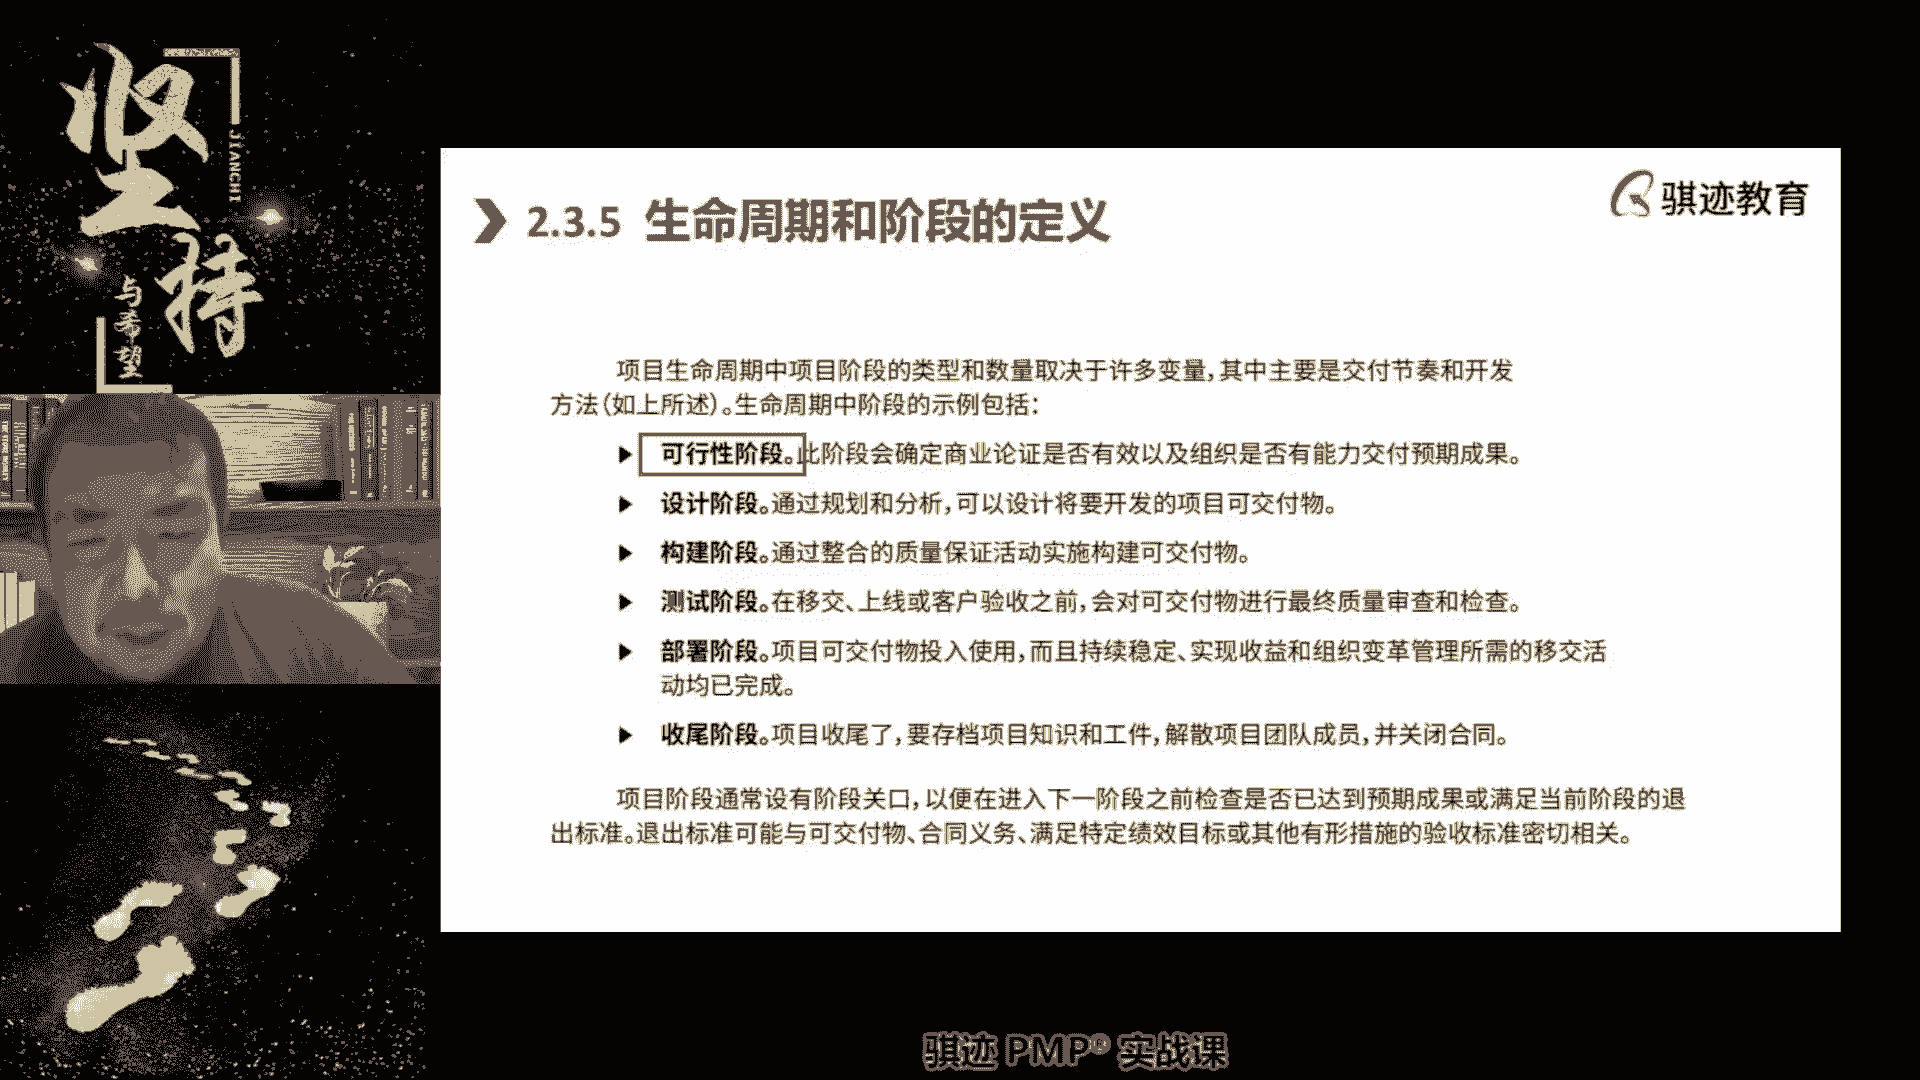 坚持
JIANCHI
与希望
骐迹教育
2.3.5 生命周期和阶段的定义
项目生命周期中项目阶段的类型和数量取决于许多变量，其中主要是交付节奏和开发
方法（如上所述）。生命周期中阶段的示例包括：
可行性阶段。此阶段会确定商业论证是否有效以及组织是否有能力交付预期成果。
设计阶段。通过规划和分析，可以设计将要开发的项目可交付物。
构建阶段。通过整合的质量保证活动实施构建可交付物。
测试阶段。在移交、上线或客户验收之前，会对可交付物进行最终质量审查和检查。
部署阶段。项目可交付物投入使用，而且持续稳定、实现收益和组织变革管理所需的移交活
动均已完成。
收尾阶段。项目收尾了，要存档项目知识和工件，解散项目团队成员，并关闭合同。
项目阶段通常设有阶段关口，以便在进入下一阶段之前检查是否已达到预期成果或满足当前阶段的退
出标准。退出标准可能与可交付物、合同义务、满足特定绩效目标或其他有形措施的验收标准密切相关。
骐迹 PMP® 实战课